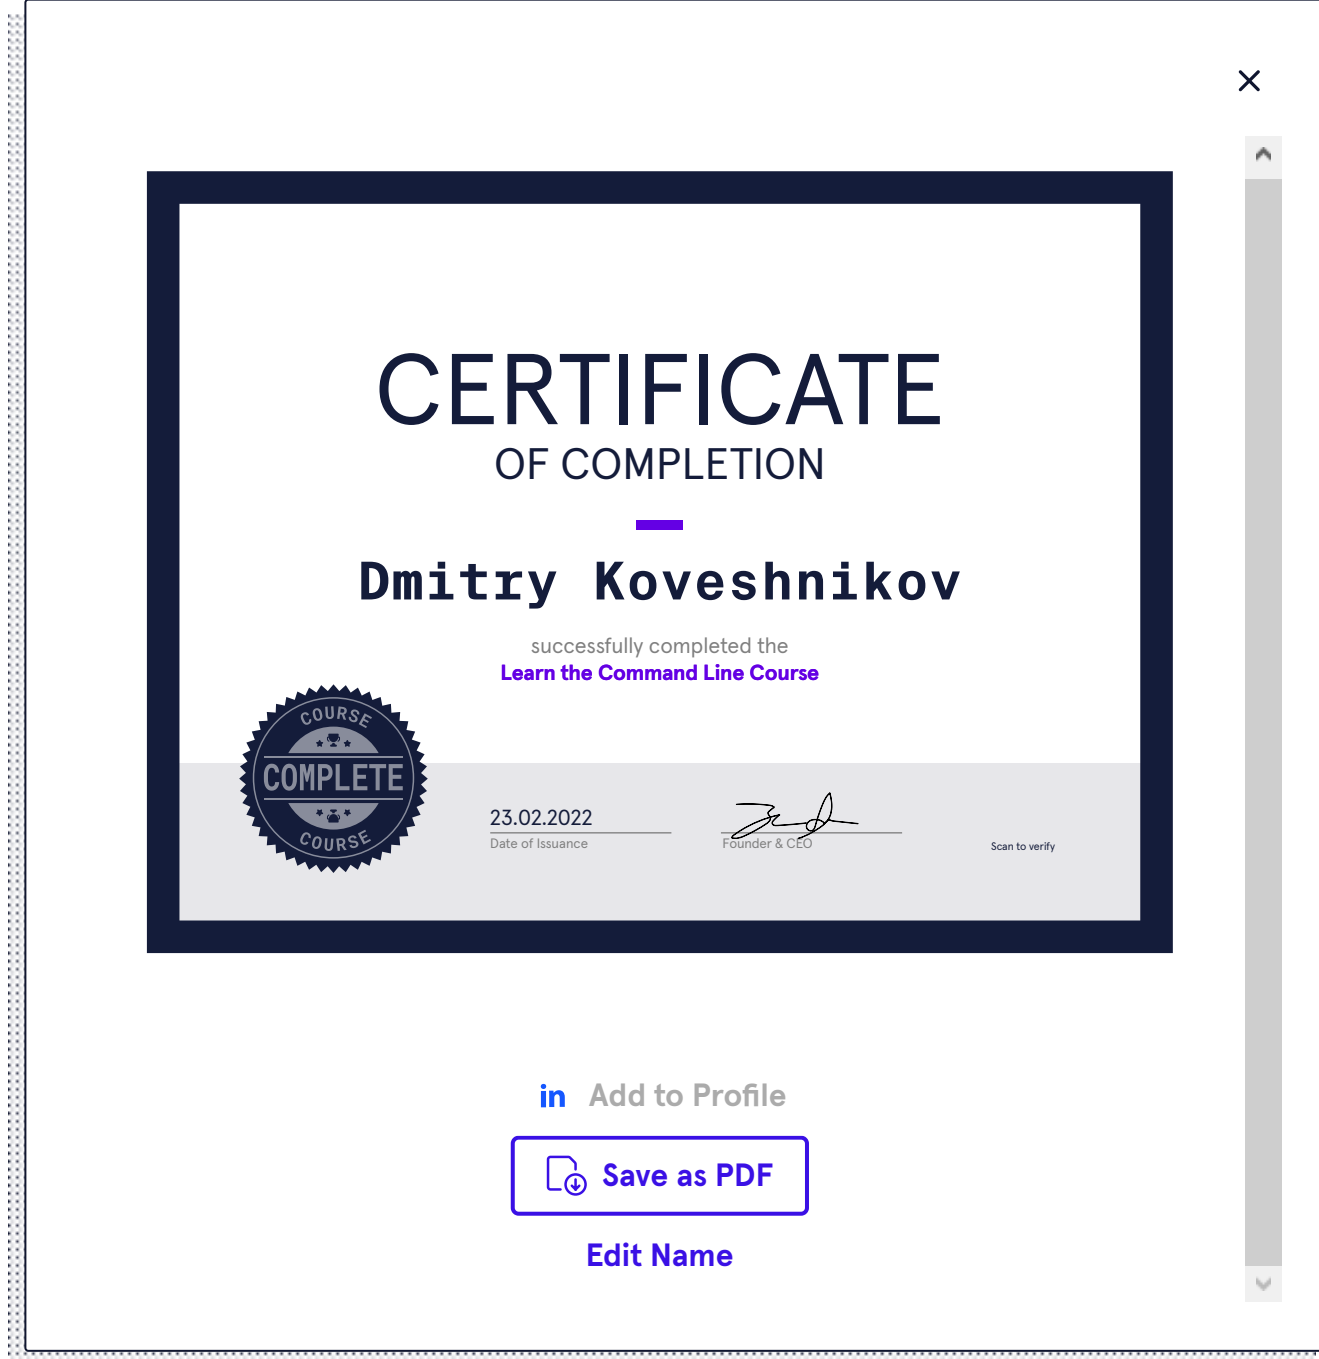 CERTIFICATE
OF COMPLETION
Dmitry Koveshnikov
successfully completed the
Learn the Command Line Course
COURSE
COMPLETE
COURSE
23.02.2022
Date of Issuance
Founder & CEO
Scan to verify
in Add to Profile
Save as PDF
Edit Name